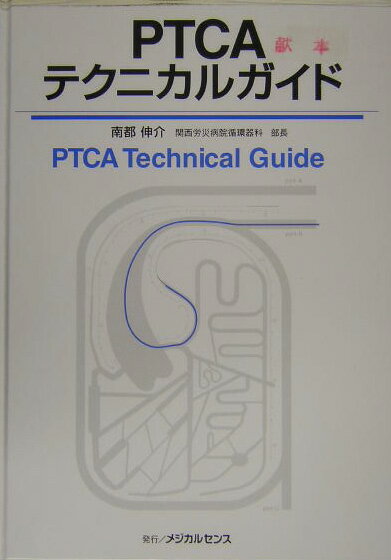 PTCA
献本
テクニカルガイド
南都 伸介 関西労災病院循環器科 部長
PTCA Technical Guide
発行/メジカルセンス